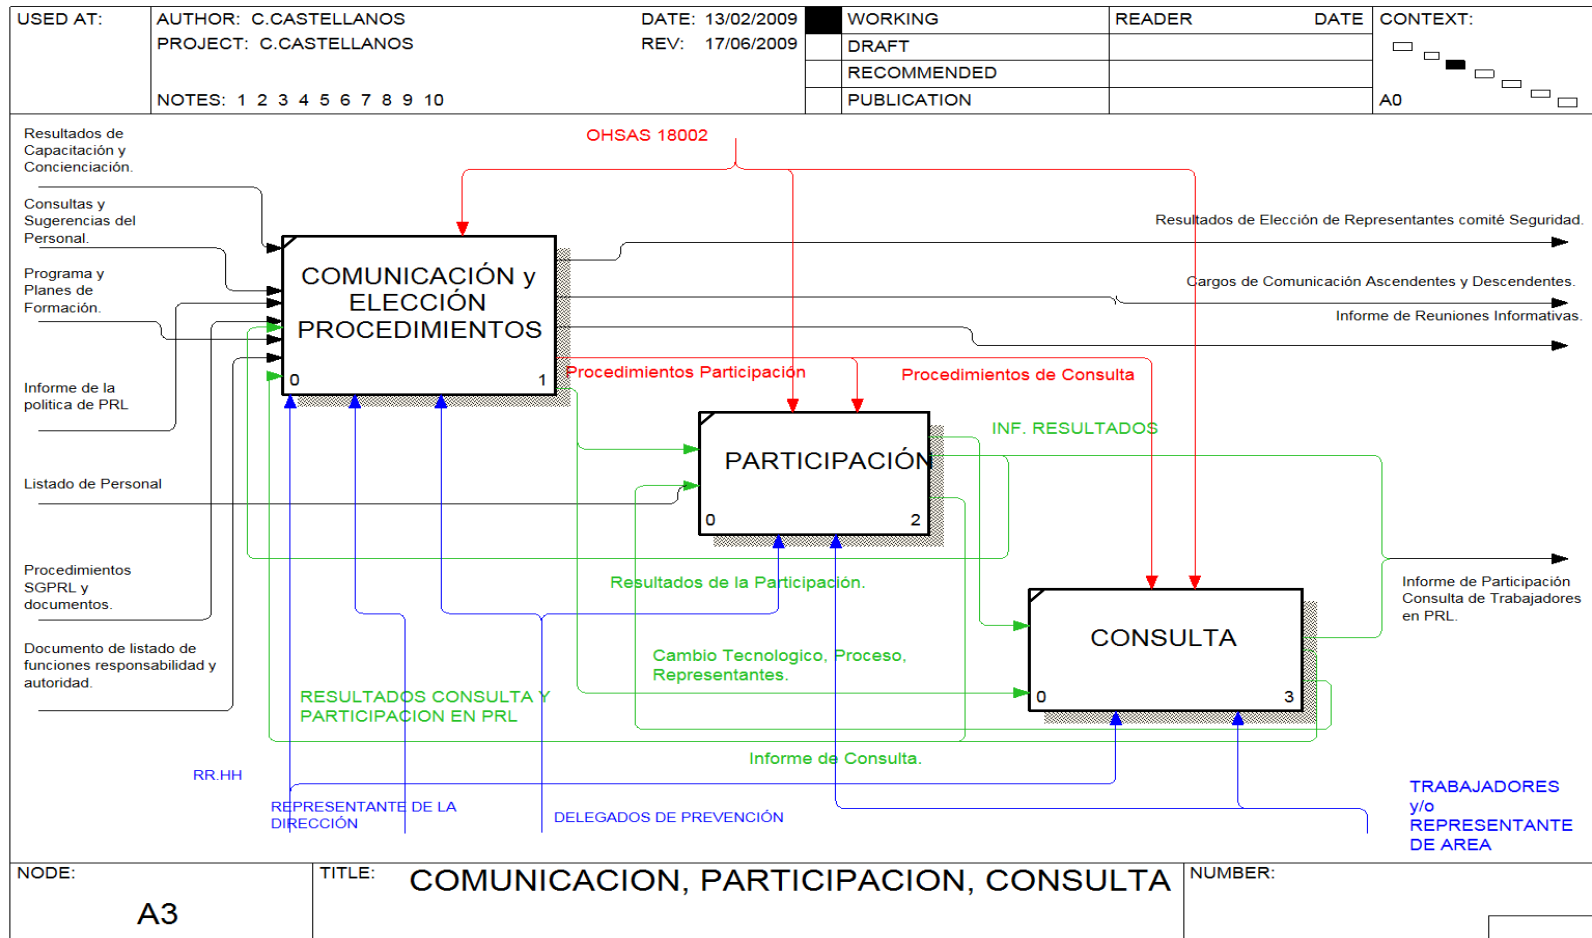 USED AT:
AUTHOR: C.CASTELLANOS
DATE: 13/02/2009
PROJECT: C.CASTELLANOS
REV: 17/06/2009
NOTES: 1 2 3 4 5 6 7 8 9 10
WORKING
DRAFT
RECOMMENDED
PUBLICATION
READER DATE
CONTEXT:
A0
Resultados de
Capacitación y
Concienciación.
Consultas y
Sugerencias del
Personal.
Programa y
Planes de
Formación.
Informe de la
politica de PRL
Listado de Personal
Procedimientos
SGPRL y
documentos.
Documento de listado de
funciones responsabilidad y
autoridad.
OHSAS 18002
COMUNICACIÓN y
ELECCIÓN
PROCEDIMIENTOS
0 1
Resultados de Elección de Representantes comité Seguridad.
Cargos de Comunicación Ascendentes y Descendentes.
Informe de Reuniones Informativas.
Procedimientos Participación
Procedimientos de Consulta
INF. RESULTADOS
PARTICIPACIÓN
0 2
Resultados de la Participación.
Informe de Participación
Consulta de Trabajadores
en PRL.
CONSULTA
0 3
Cambio Tecnologico, Proceso,
Representantes.
RESULTADOS CONSULTA Y
PARTICIPACION EN PRL
Informe de Consulta.
RR.HH
REPRESENTANTE DE LA
DIRECCIÓN
DELEGADOS DE PREVENCIÓN
TRABAJADORES
y/o
REPRESENTANTE
DE AREA
NODE:
A3
TITLE:
COMUNICACION, PARTICIPACION, CONSULTA
NUMBER: